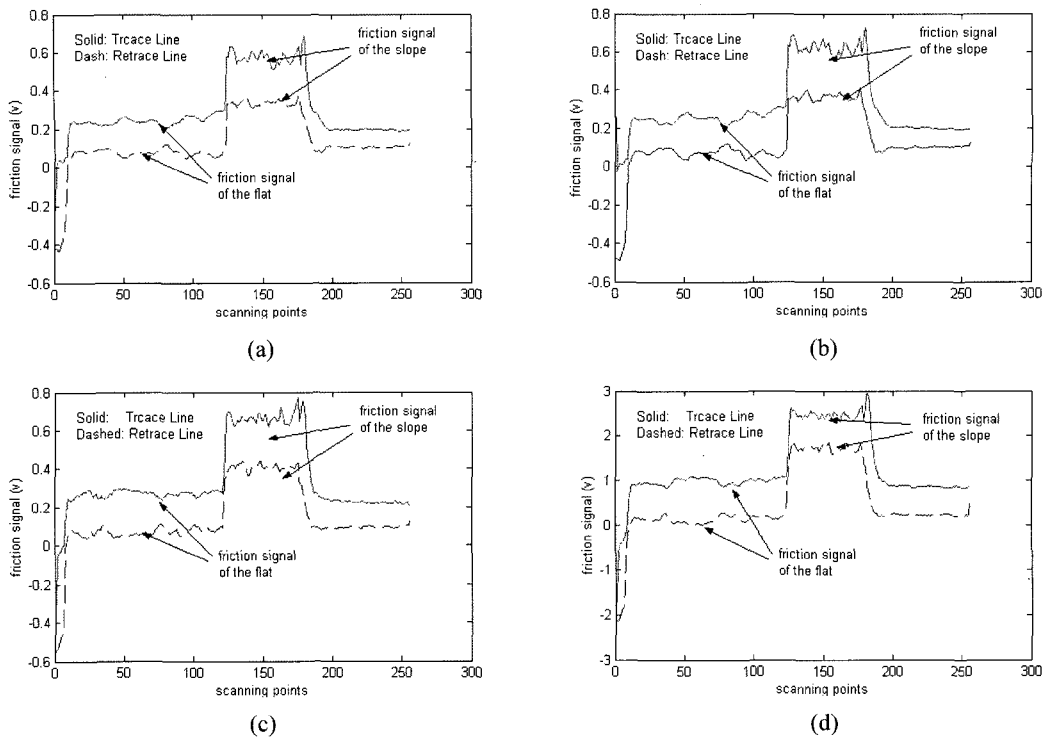 Solid: Trcace Line
Dash: Retrace Line
friction signal
of the slope
friction signal
of the flat
friction signal (v)
0.8
0.6
0.4
0.2
0
-0.2
-0.4
-0.6
0 50 100 150 200 250 300
scanning points
(a)
Solid: Trcace Line
Dash: Retrace Line
friction signal
of the slope
friction signal
of the flat
friction signal (v)
0.8
0.6
0.4
0.2
0
-0.2
-0.4
-0.6
0 50 100 150 200 250 300
scanning points
(b)
Solid: Trcace Line
Dashed: Retrace Line
friction signal
of the slope
friction signal
of the flat
friction signal (v)
0.8
0.6
0.4
0.2
0
-0.2
-0.4
-0.6
0 50 100 150 200 250 300
scanning points
(c)
Solid: Trcace Line
Dashed: Retrace Line
friction signal
of the slope
friction signal
of the flat
friction signal (v)
3
2
1
0
-1
-2
-3
0 50 100 150 200 250 300
scanning points
(d)